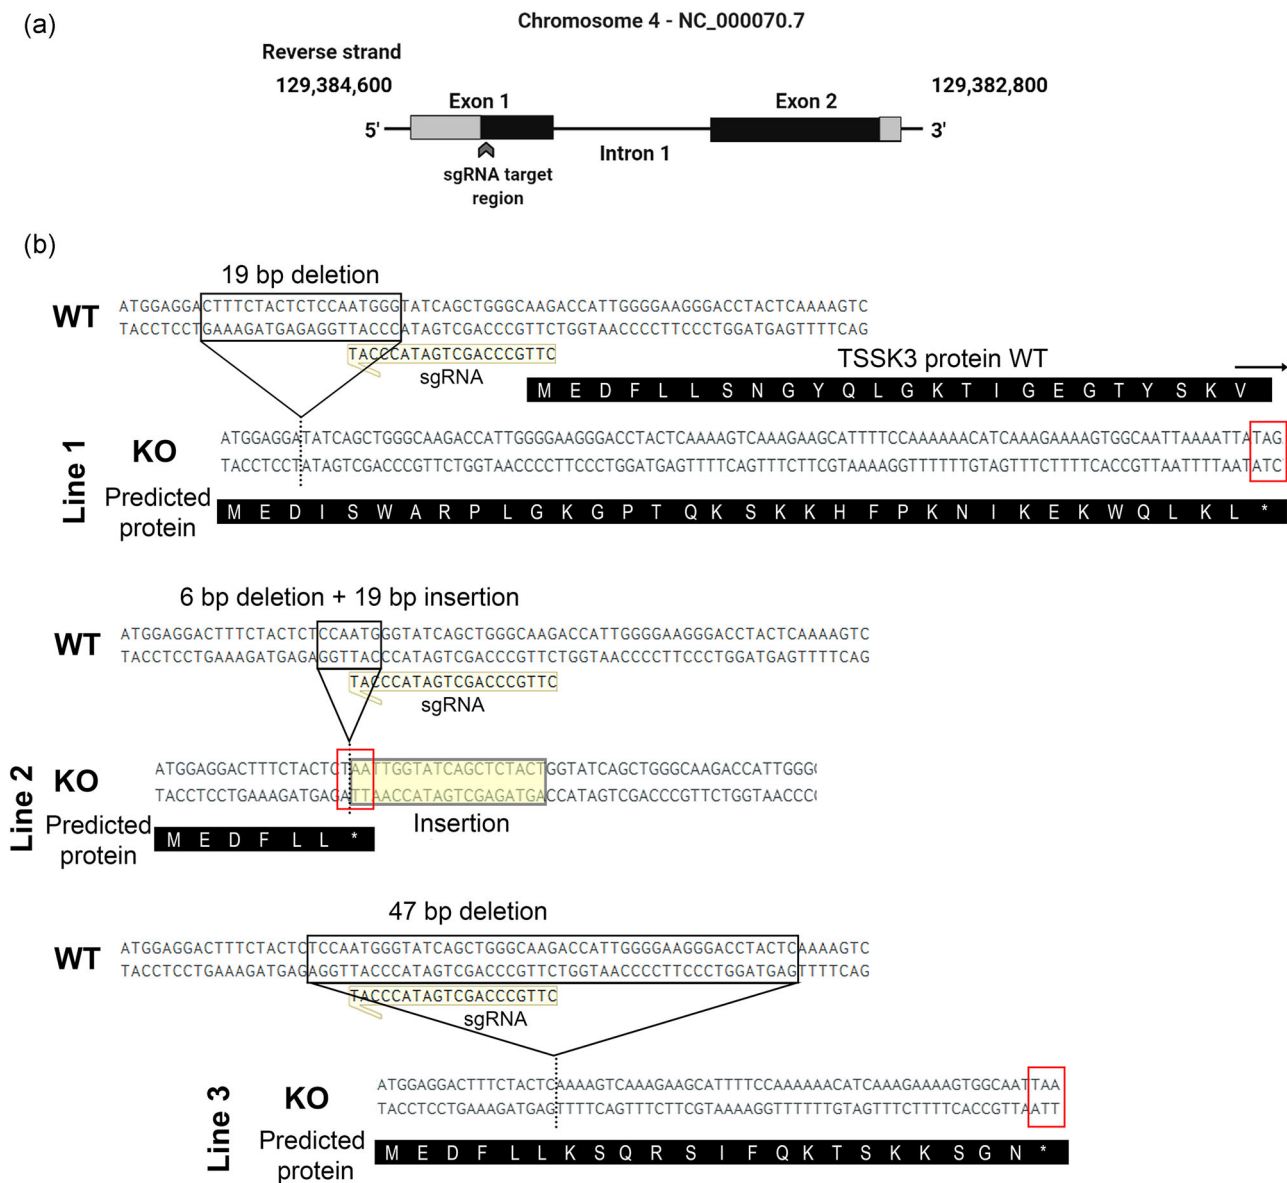 (a)
Chromosome 4 - NC_000070.7
Reverse strand
129,384,600
129,382,800
Exon 1
Exon 2
5'
3'
Intron 1
sgRNA target
region
(b)
19 bp deletion
WT
ATGGAGGACTTTCTACTCTCCAATGGGTATCAGCTGGGCAAGACCATTGGGGAAGGGACCTACTCAAAAGTC
TACCTCCTGAAAGATGAGAGGTTACCCATAGTCGACCCGTTCTGGTAACCCCTTCCCTGGATGAGTTTTCAG
TACCCATAGTCGACCCGTTC
sgRNA
TSSK3 protein WT
M E D F L L S N G Y Q L G K T I G E G T Y S K V
Line 1
KO
ATGGAGGATATCAGCTGGGCAAGACCATTGGGGAAGGGACCTACTCAAAAGTCAAAGAAGCATTTTCCAAAAAACATCAAAGAAAAGTGGCAATTAAAATTATAG
TACCTCCTATAGTCGACCCGTTCTGGTAACCCCTTCCCTGGATGAGTTTTCAGTTTCTTCGTAAAAGGTTTTTTGTAGTTTCTTTTCACCGTTAATTTTAATATC
Predicted
protein
M E D I S W A R P L G K G P T Q K S K K H F P K N I K E K W Q L K L *
6 bp deletion + 19 bp insertion
WT
ATGGAGGACTTTCTACTCTCCAATGGGTATCAGCTGGGCAAGACCATTGGGGAAGGGACCTACTCAAAAGTC
TACCTCCTGAAAGATGAGAGGTTACCCATAGTCGACCCGTTCTGGTAACCCCTTCCCTGGATGAGTTTTCAG
TACCCATAGTCGACCCGTTC
sgRNA
Line 2
KO
ATGGAGGACTTTCTACTCTAATTGGTATCAGCTCTACTGGTATCAGCTGGGCAAGACCATTGGGG
TACCTCCTGAAAGATGAGATTAACCATAGTCGAGATGACCATAGTCGACCCGTTCTGGTAACCCC
Predicted
protein
M E D F L L *
Insertion
47 bp deletion
WT
ATGGAGGACTTTCTACTCTCCAATGGGTATCAGCTGGGCAAGACCATTGGGGAAGGGACCTACTCAAAAGTC
TACCTCCTGAAAGATGAGAGGTTACCCATAGTCGACCCGTTCTGGTAACCCCTTCCCTGGATGAGTTTTCAG
TACCCATAGTCGACCCGTTC
sgRNA
Line 3
KO
ATGGAGGACTTTCTACTCAAAAGTCAAAGAAGCATTTTCCAAAAAACATCAAAGAAAAGTGGCAATTAA
TACCTCCTGAAAGATGAGTTTTCAGTTTCTTCGTAAAAGGTTTTTTGTAGTTTCTTTTCACCGTTAATT
Predicted
protein
M E D F L L K S Q R S I F Q K T S K K S G N *